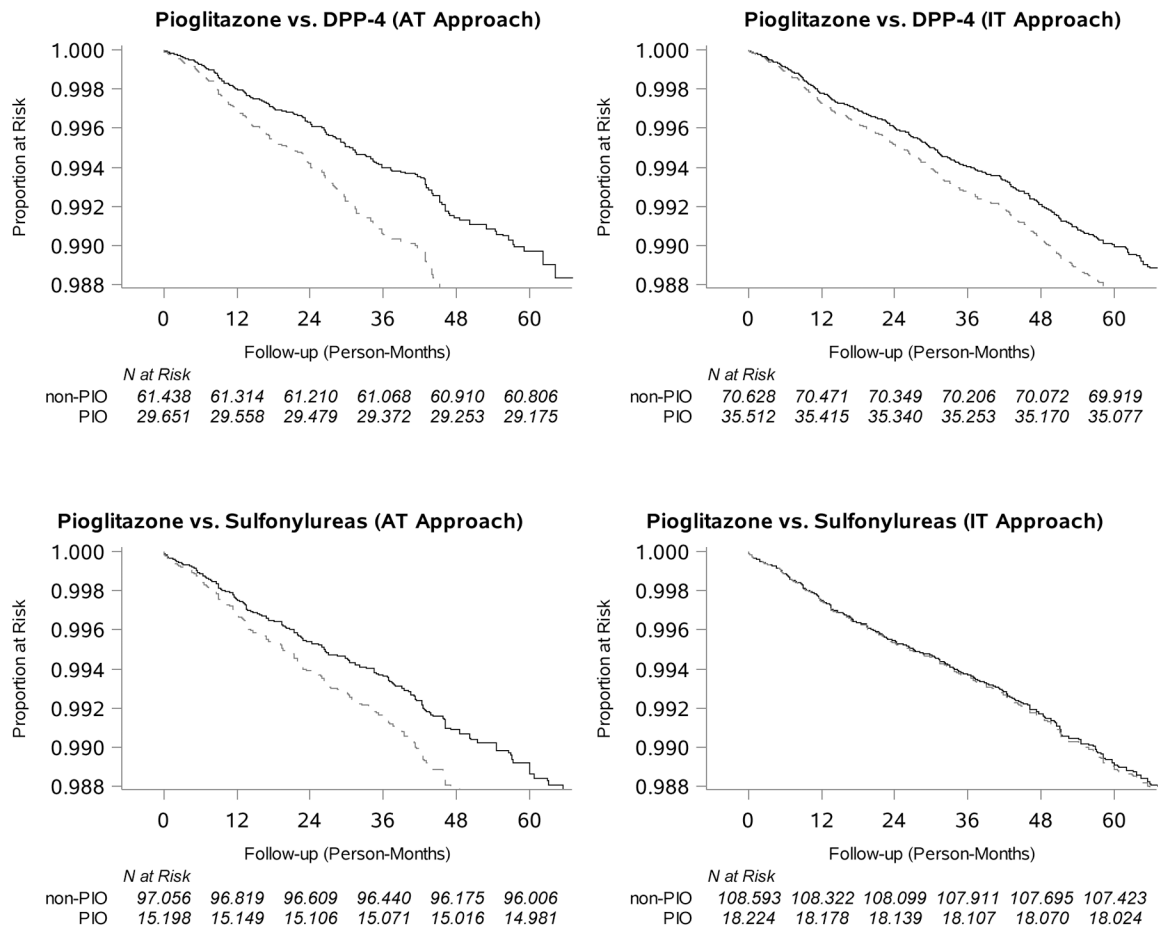 Pioglitazone vs. DPP-4 (AT Approach)
Proportion at Risk
1.000
0.998
0.996
0.994
0.992
0.990
0.988
0 12 24 36 48 60
Follow-up (Person-Months)
N at Risk
non-PIO 61.438 61.314 61.210 61.068 60.910 60.806
PIO 29.651 29.558 29.479 29.372 29.253 29.175
Pioglitazone vs. DPP-4 (IT Approach)
Proportion at Risk
1.000
0.998
0.996
0.994
0.992
0.990
0.988
0 12 24 36 48 60
Follow-up (Person-Months)
N at Risk
non-PIO 70.628 70.471 70.349 70.206 70.072 69.919
PIO 35.512 35.415 35.340 35.253 35.170 35.077
Pioglitazone vs. Sulfonylureas (AT Approach)
Proportion at Risk
1.000
0.998
0.996
0.994
0.992
0.990
0.988
0 12 24 36 48 60
Follow-up (Person-Months)
N at Risk
non-PIO 97.056 96.819 96.609 96.440 96.175 96.006
PIO 15.198 15.149 15.106 15.071 15.016 14.981
Pioglitazone vs. Sulfonylureas (IT Approach)
Proportion at Risk
1.000
0.998
0.996
0.994
0.992
0.990
0.988
0 12 24 36 48 60
Follow-up (Person-Months)
N at Risk
non-PIO 108.593 108.322 108.099 107.911 107.695 107.423
PIO 18.224 18.178 18.139 18.107 18.070 18.024